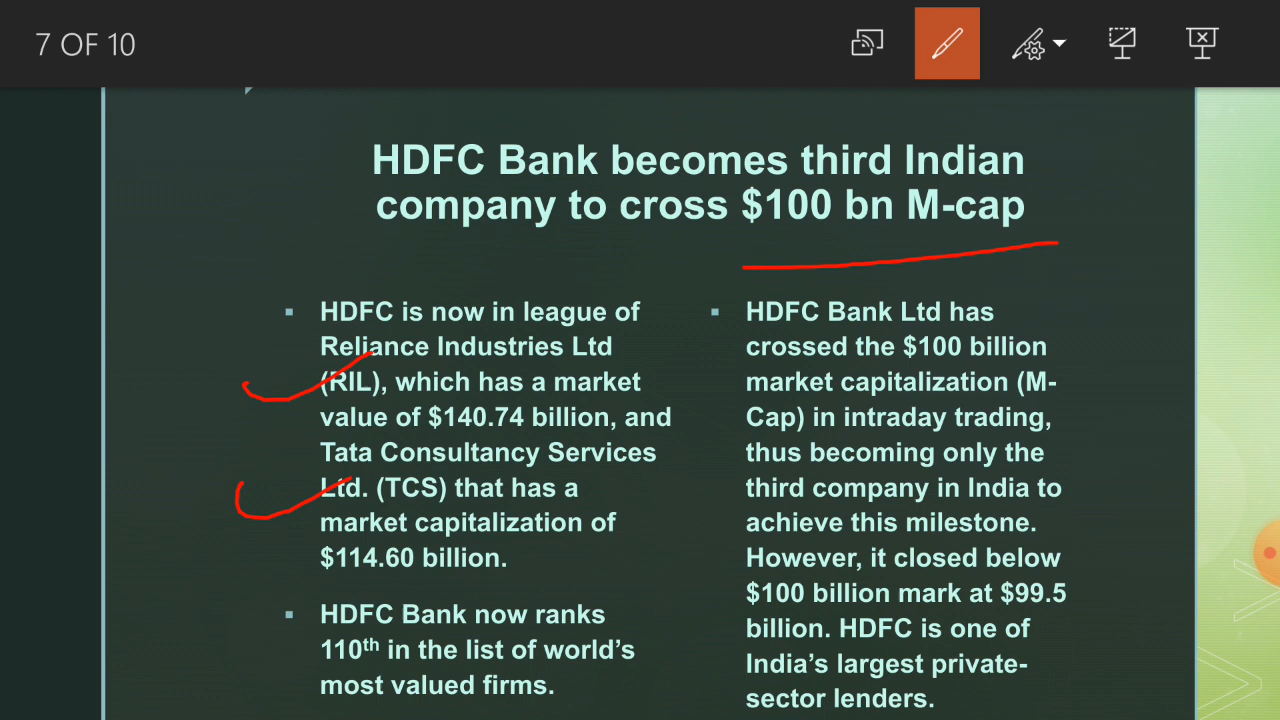 7 OF 10
HDFC Bank becomes third Indian
company to cross $100 bn M-cap
▪ HDFC is now in league of
Reliance Industries Ltd
(RIL), which has a market
value of $140.74 billion, and
Tata Consultancy Services
Ltd. (TCS) that has a
market capitalization of
$114.60 billion.
▪ HDFC Bank now ranks
110th in the list of world’s
most valued firms.
▪ HDFC Bank Ltd has
crossed the $100 billion
market capitalization (M-
Cap) in intraday trading,
thus becoming only the
third company in India to
achieve this milestone.
However, it closed below
$100 billion mark at $99.5
billion. HDFC is one of
India’s largest private-
sector lenders.